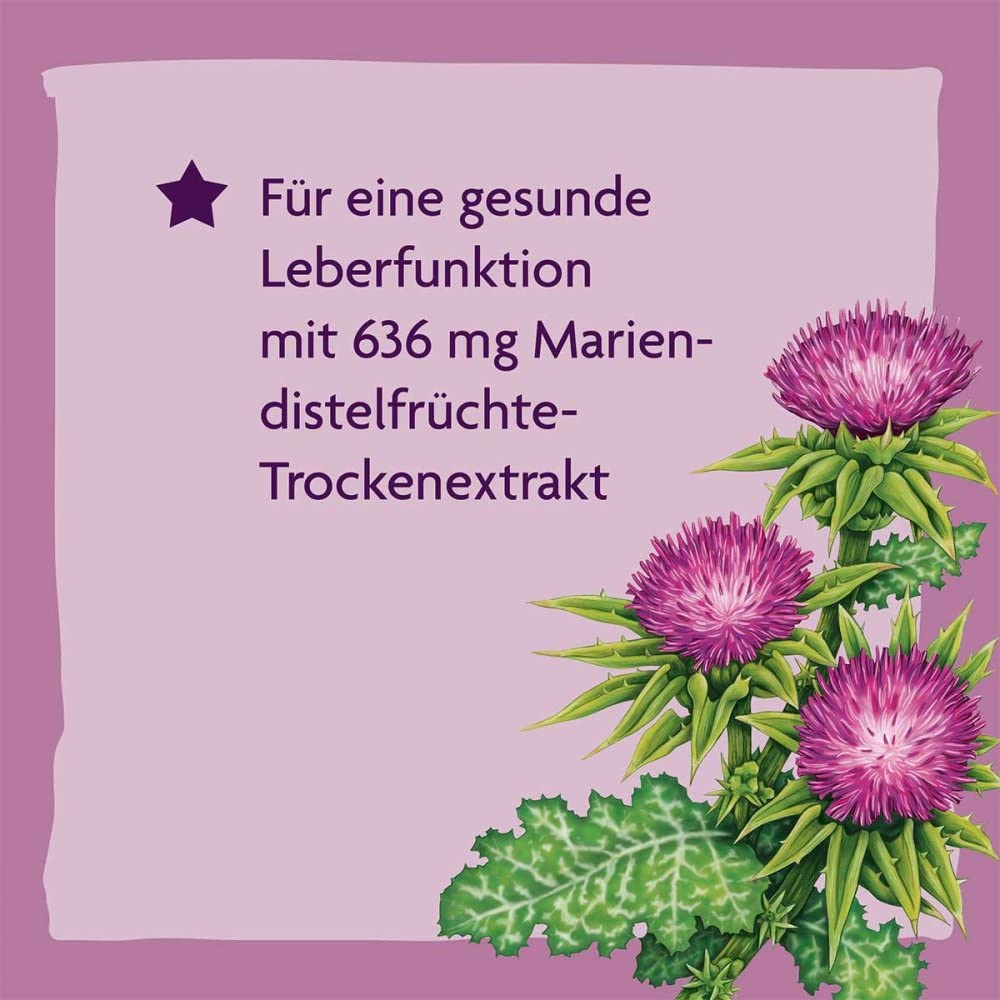 Für eine gesunde
Leberfunktion
mit 636 mg Marien-
distelfrüchte-
Trockenextrakt